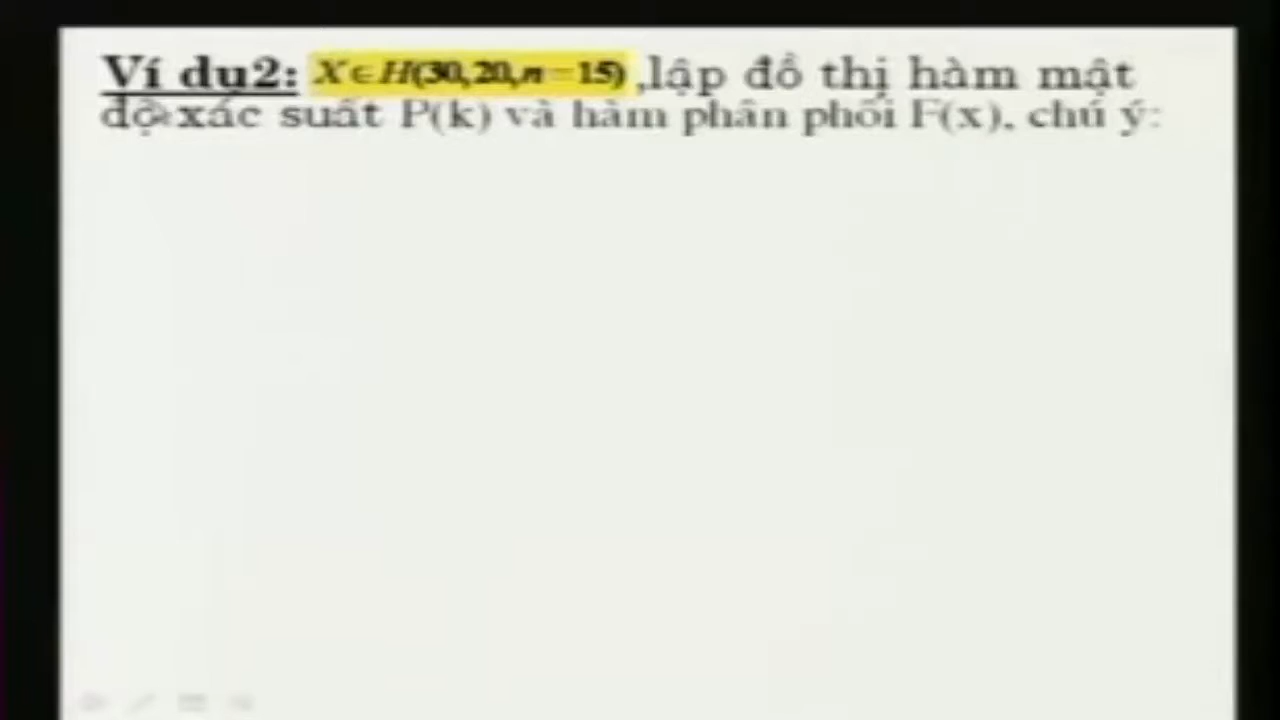 Ví dụ2: X∈H(30,20,n=15) ,lập đồ thị hàm mật
độ xác suất P(k) và hàm phân phối F(x), chú ý: